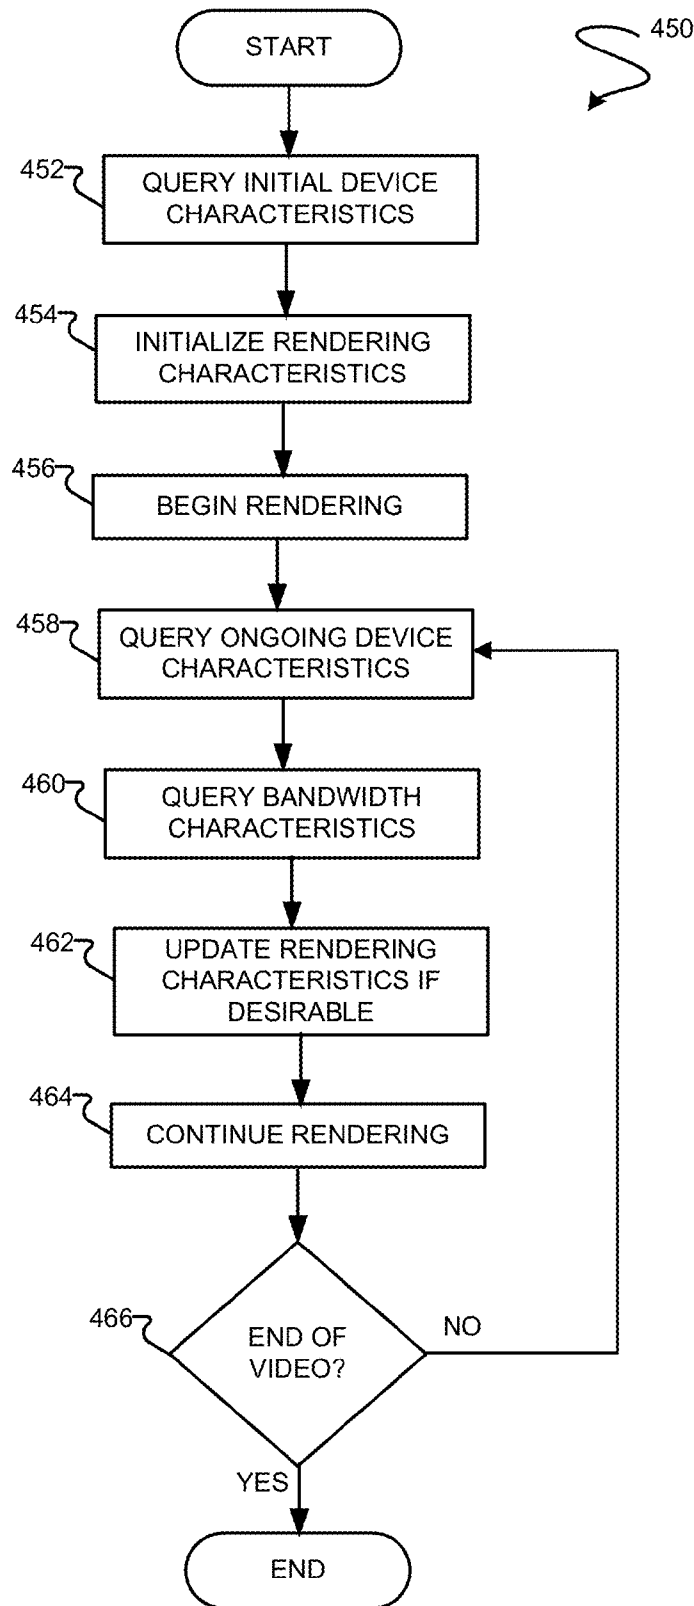 START
450
452
QUERY INITIAL DEVICE
CHARACTERISTICS
454
INITIALIZE RENDERING
CHARACTERISTICS
456
BEGIN RENDERING
458
QUERY ONGOING DEVICE
CHARACTERISTICS
460
QUERY BANDWIDTH
CHARACTERISTICS
462
UPDATE RENDERING
CHARACTERISTICS IF
DESIRABLE
464
CONTINUE RENDERING
466
END OF
VIDEO?
NO
YES
END